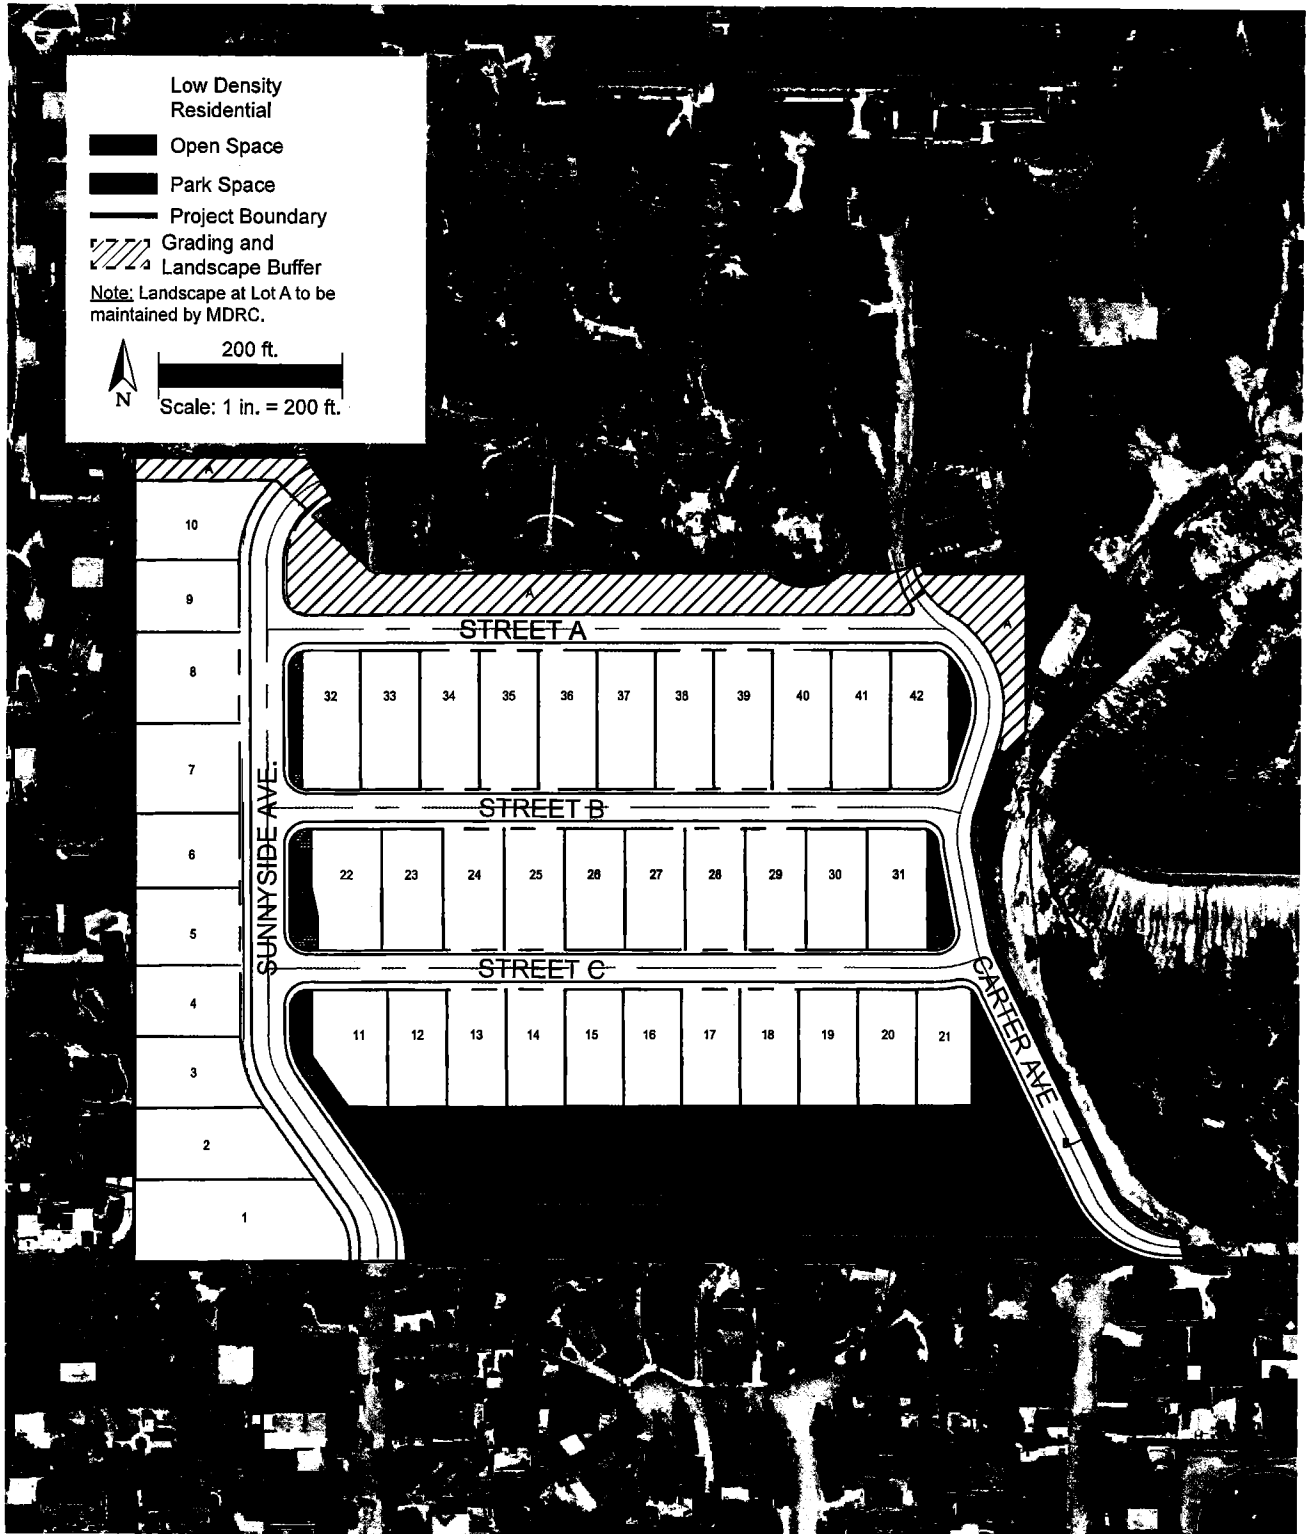 Low Density
Residential
Open Space
Park Space
Project Boundary
Grading and
Landscape Buffer
Note: Landscape at Lot A to be
maintained by MDRC.
200 ft.
N
Scale: 1 in. = 200 ft.
A
10
9
A
A
STREET A
8
32 33 34 35 36 37 38 39 40 41 42
7
SUNNYSIDE AVE.
STREET B
6
22 23 24 25 26 27 28 29 30 31
5
STREET C
CARTER AVE
4
11 12 13 14 15 16 17 18 19 20 21
3
2
1